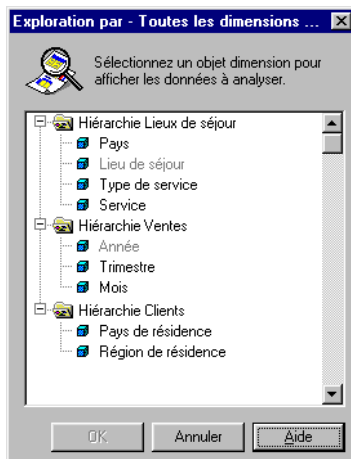 Exploration par - Toutes les dimensions ...
Sélectionnez un objet dimension pour
afficher les données à analyser.
Hiérarchie Lieux de séjour
Pays
Lieu de séjour
Type de service
Service
Hiérarchie Ventes
Année
Trimestre
Mois
Hiérarchie Clients
Pays de résidence
Région de résidence
OK Annuler Aide